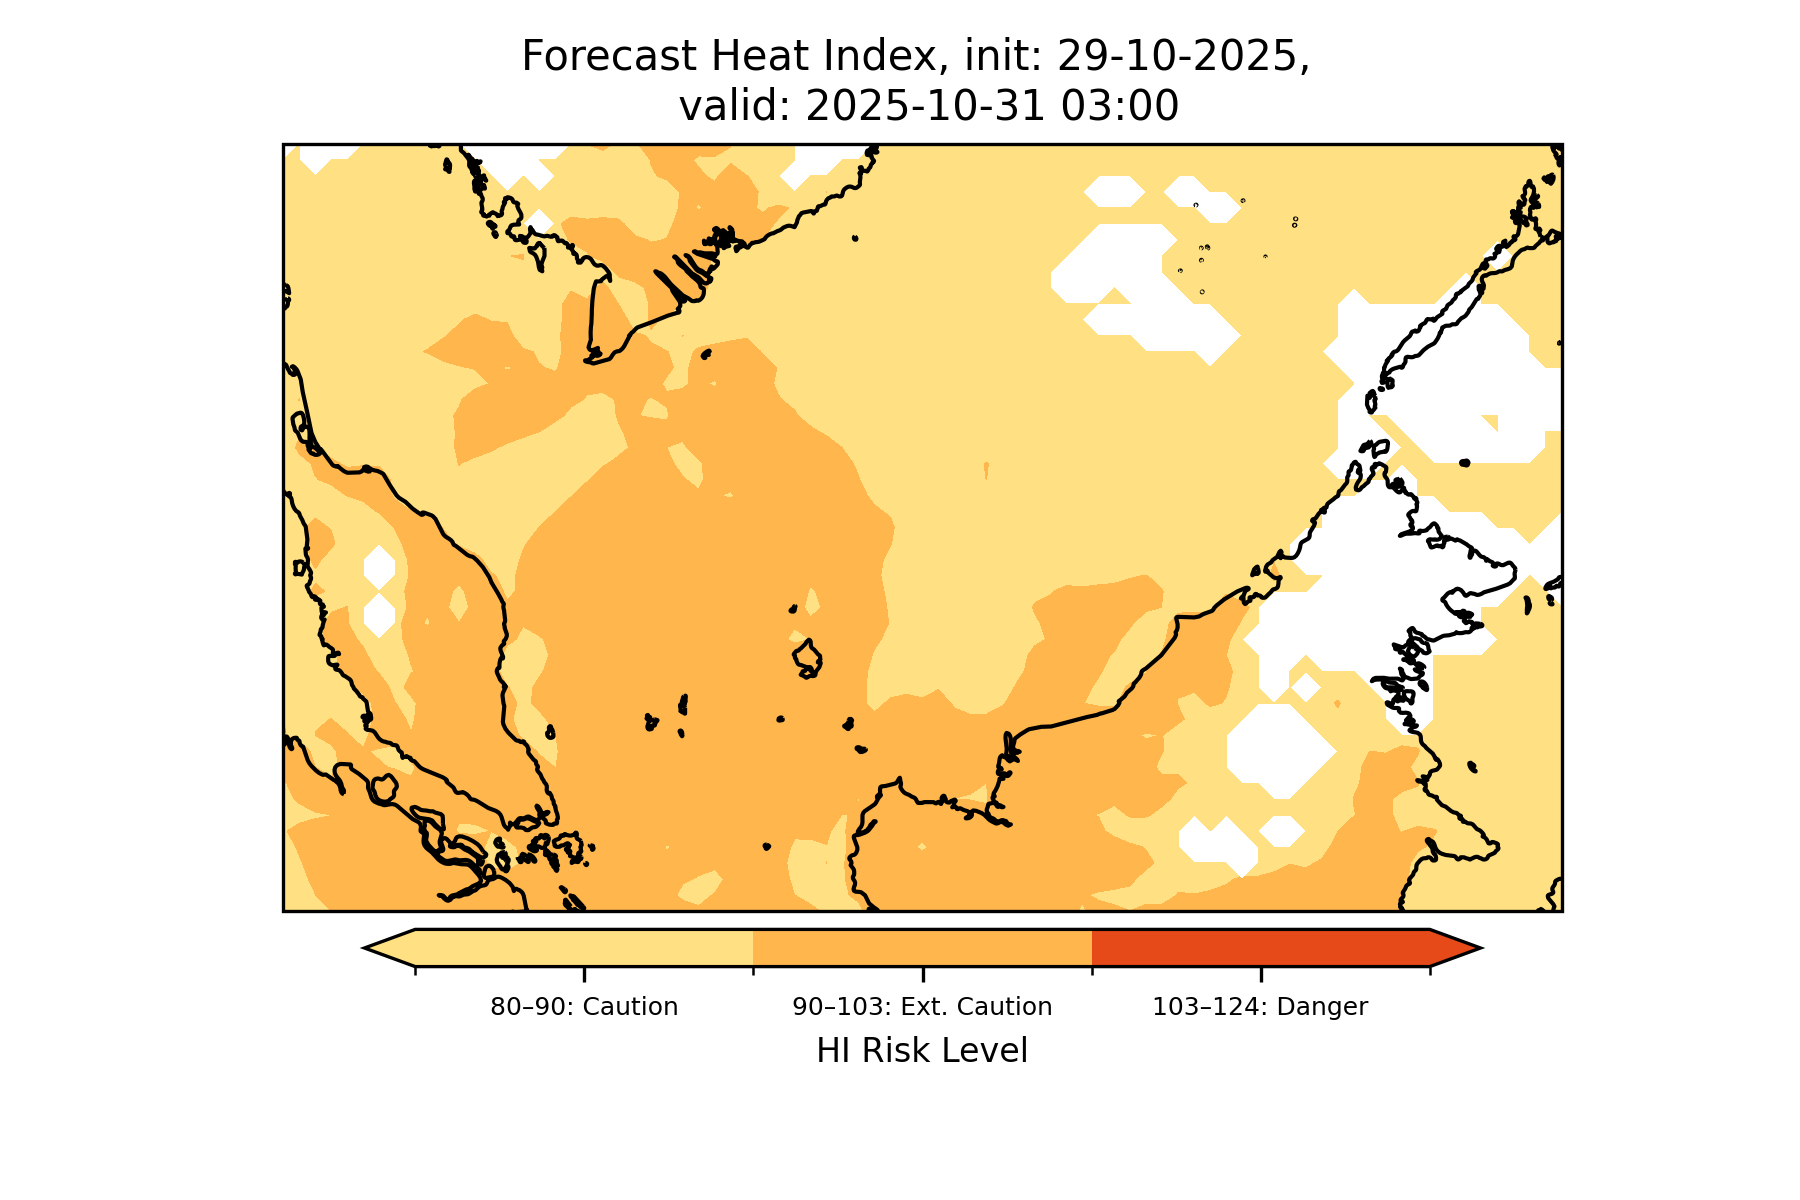 Forecast Heat Index, init: 29-10-2025,
valid: 2025-10-31 03:00
80–90: Caution
90–103: Ext. Caution
103–124: Danger
HI Risk Level